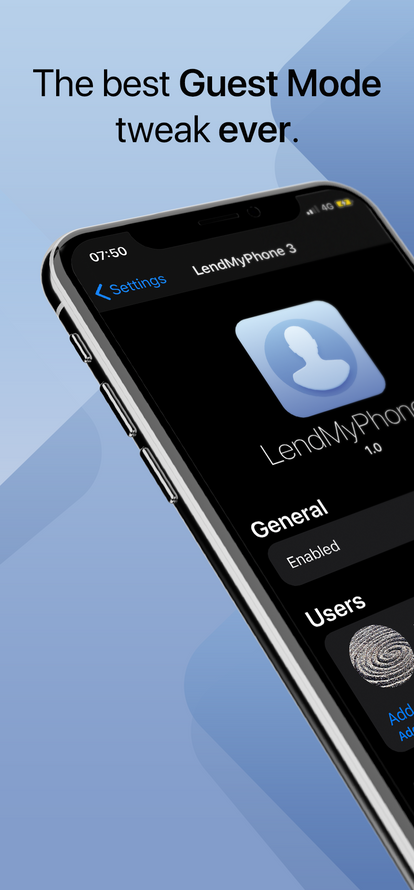 The best Guest Mode
tweak ever.
07:50
4G
Settings
LendMyPhone 3
LendMyPhone
1.0
General
Enabled
Users
Add